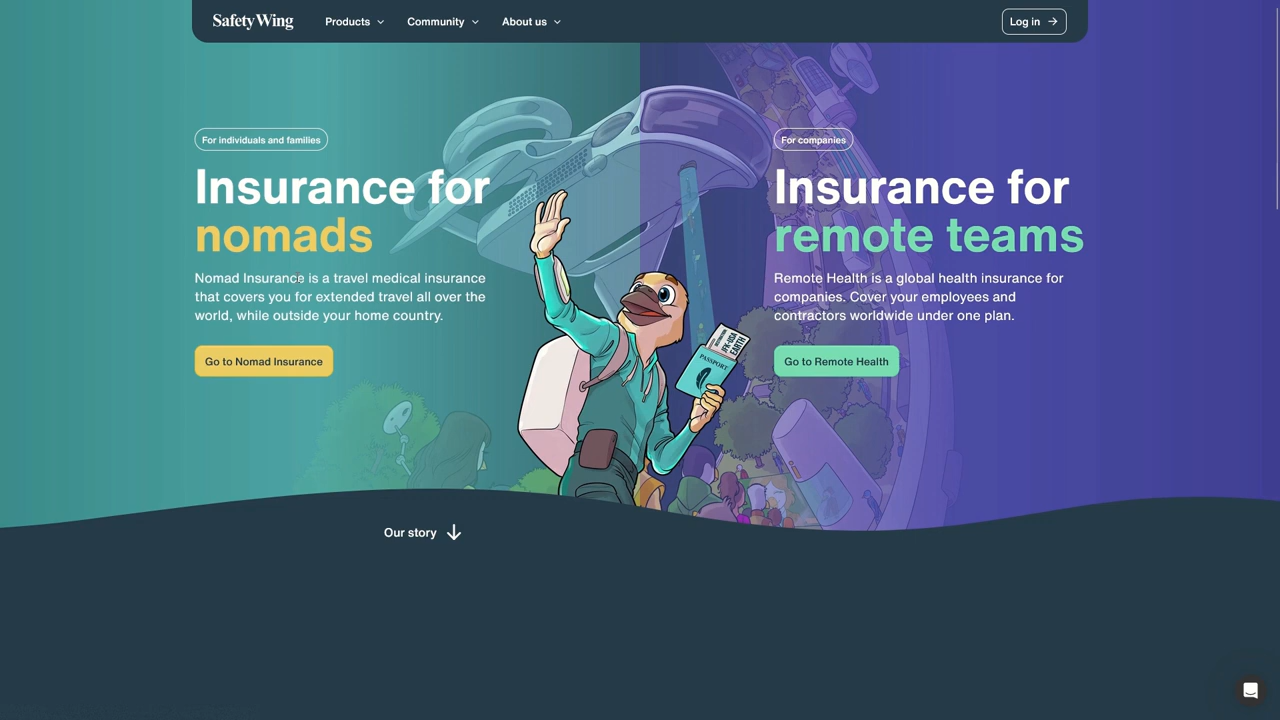 SafetyWing
Products
Community
About us
Log in
For individuals and families
Insurance for
nomads
Nomad Insurance is a travel medical insurance
that covers you for extended travel all over the
world, while outside your home country.
Go to Nomad Insurance
For companies
Insurance for
remote teams
Remote Health is a global health insurance for
companies. Cover your employees and
contractors worldwide under one plan.
Go to Remote Health
PASSPORT
EARTH
Our story